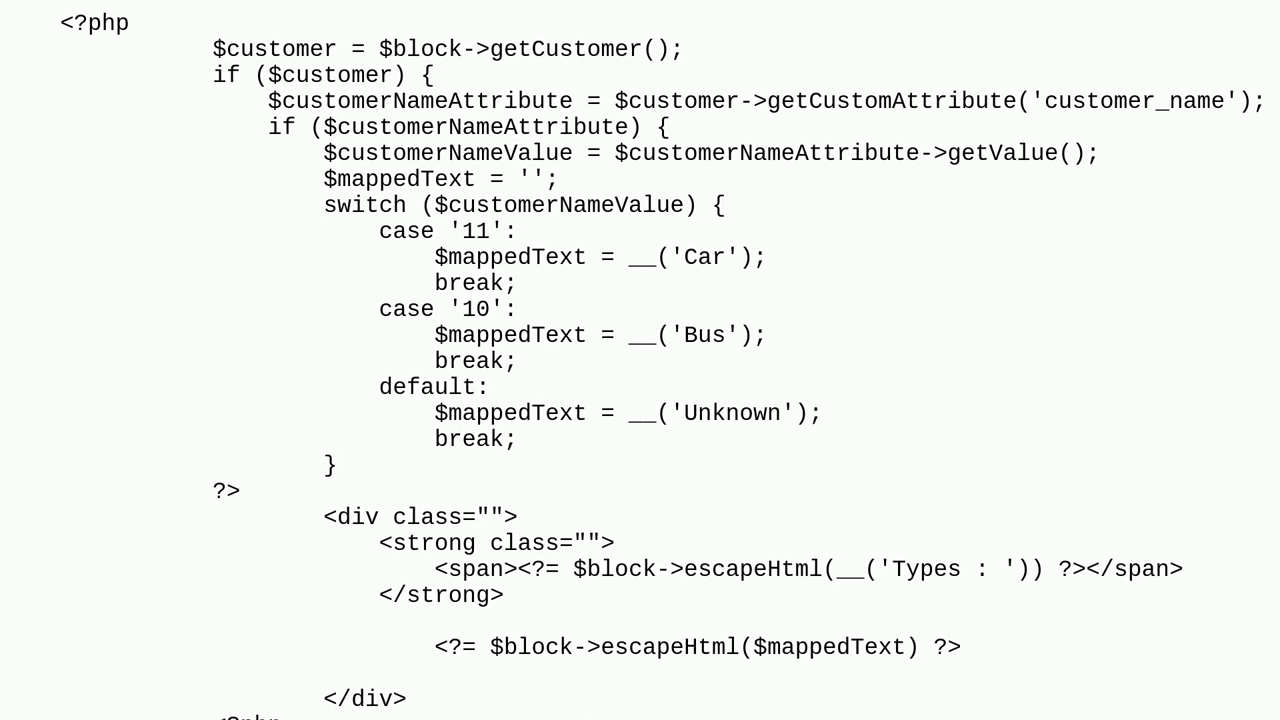 <?php
$customer = $block->getCustomer();
if ($customer) {
$customerNameAttribute = $customer->getCustomAttribute('customer_name');
if ($customerNameAttribute) {
$customerNameValue = $customerNameAttribute->getValue();
$mappedText = '';
switch ($customerNameValue) {
case '11':
$mappedText = __('Car');
break;
case '10':
$mappedText = __('Bus');
break;
default:
$mappedText = __('Unknown');
break;
}
?>
<div class="">
<strong class="">
<span><?= $block->escapeHtml(__('Types : ')) ?></span>
</strong>
<?= $block->escapeHtml($mappedText) ?>
</div>